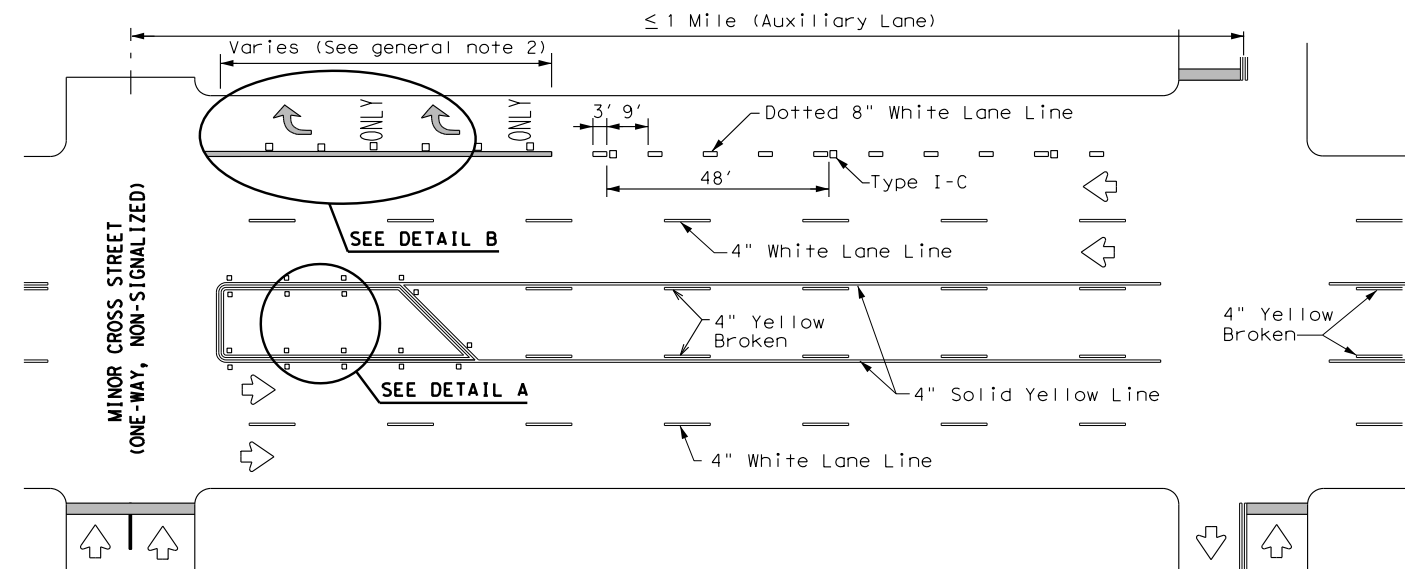 ≤ 1 Mile (Auxiliary Lane)
Varies (See general note 2)
ONLY
ONLY
3' 9'
Dotted 8" White Lane Line
48'
Type I-C
SEE DETAIL B
4" White Lane Line
MINOR CROSS STREET
(ONE-WAY, NON-SIGNALIZED)
4" Yellow
Broken
4" Yellow
Broken
SEE DETAIL A
4" Solid Yellow Line
4" White Lane Line